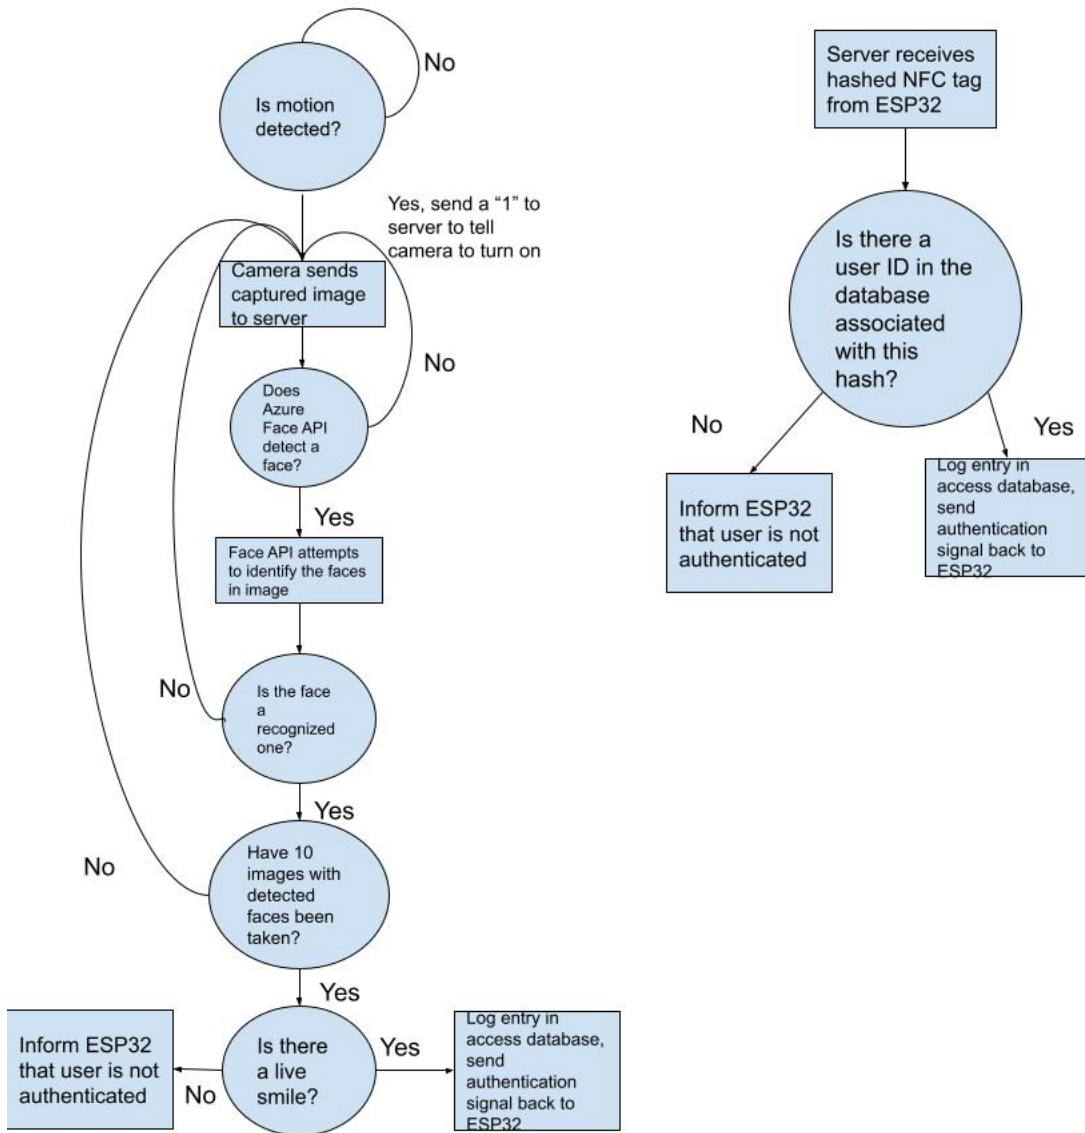 No
Is motion
detected?
Yes, send a “1” to
server to tell
camera to turn on
Camera sends
captured image
to server
No
Does
Azure
Face API
detect a
face?
Yes
Face API attempts
to identify the faces
in image
No
Is the face
a
recognized
one?
Yes
No
Have 10
images with
detected
faces been
taken?
Yes
Inform ESP32
that user is not
authenticated
No
Is there
a live
smile?
Yes
Log entry in
access database,
send
authentication
signal back to
ESP32
Server receives
hashed NFC tag
from ESP32
Is there a
user ID in the
database
associated
with this
hash?
No
Yes
Inform ESP32
that user is not
authenticated
Log entry in
access database,
send
authentication
signal back to
ESP32